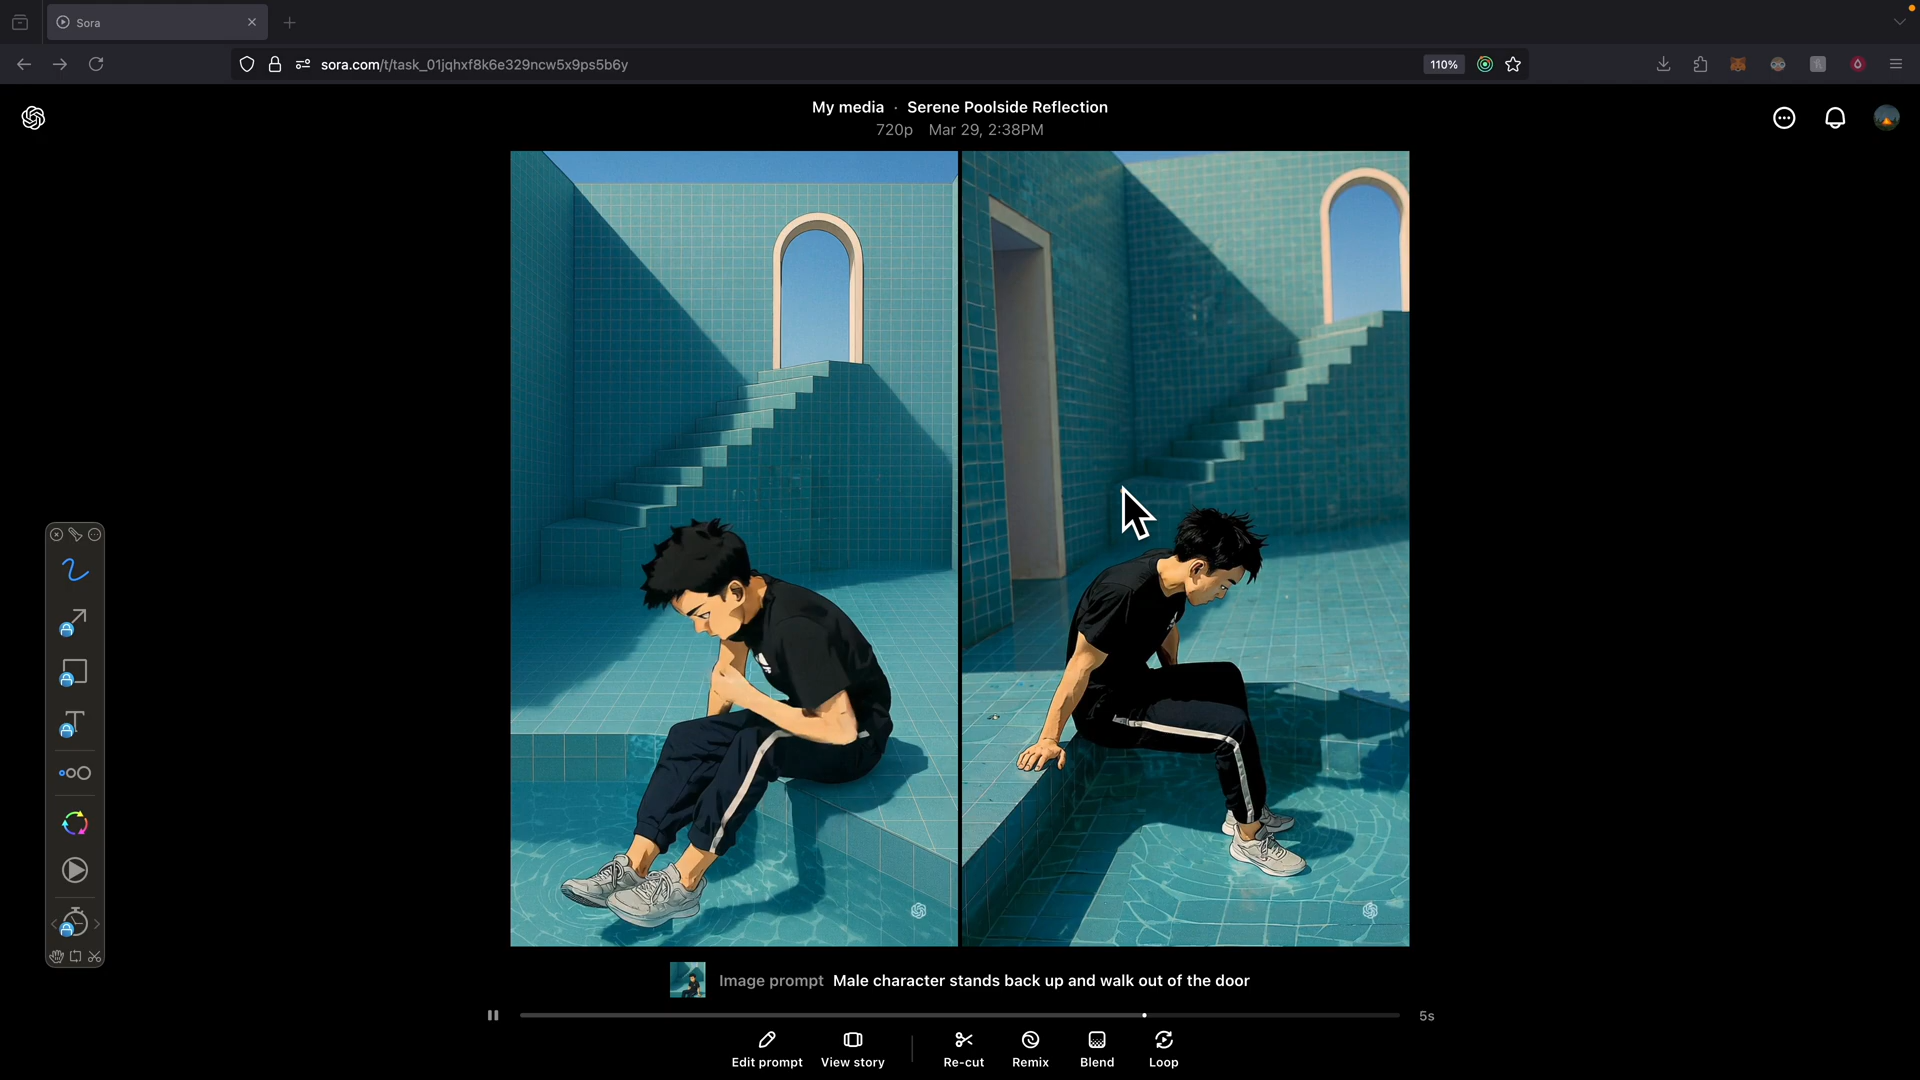 Sora
sora.com/t/task_01jqhxf8k6e329ncw5x9ps5b6y
110%
My media · Serene Poolside Reflection
720p Mar 29, 2:38PM
T
Image prompt Male character stands back up and walk out of the door
5s
Edit prompt View story Re-cut Remix Blend Loop